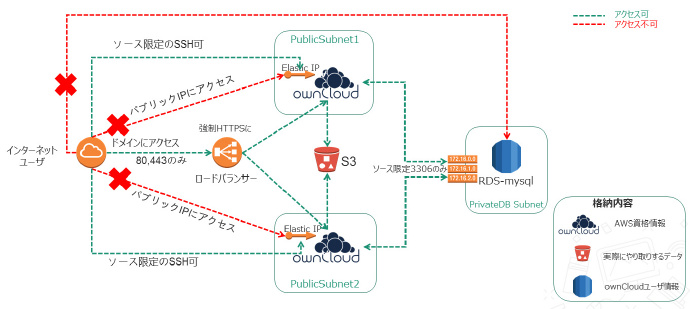 アクセス可
アクセス不可
ソース限定のSSH可
PublicSubnet1
Elastic IP
ownCloud
パブリックIPにアクセス
強制HTTPSに
ドメインにアクセス
80,443のみ
インターネット
ユーザ
ロードバランサー
S3
ソース限定3306のみ
172.16.0.0
172.16.1.0
172.16.2.0
RDS-mysql
PrivateDB Subnet
パブリックIPにアクセス
Elastic IP
ownCloud
ソース限定のSSH可
PublicSubnet2
格納内容
ownCloud
AWS資格情報
実際にやり取りするデータ
ownCloudユーザ情報